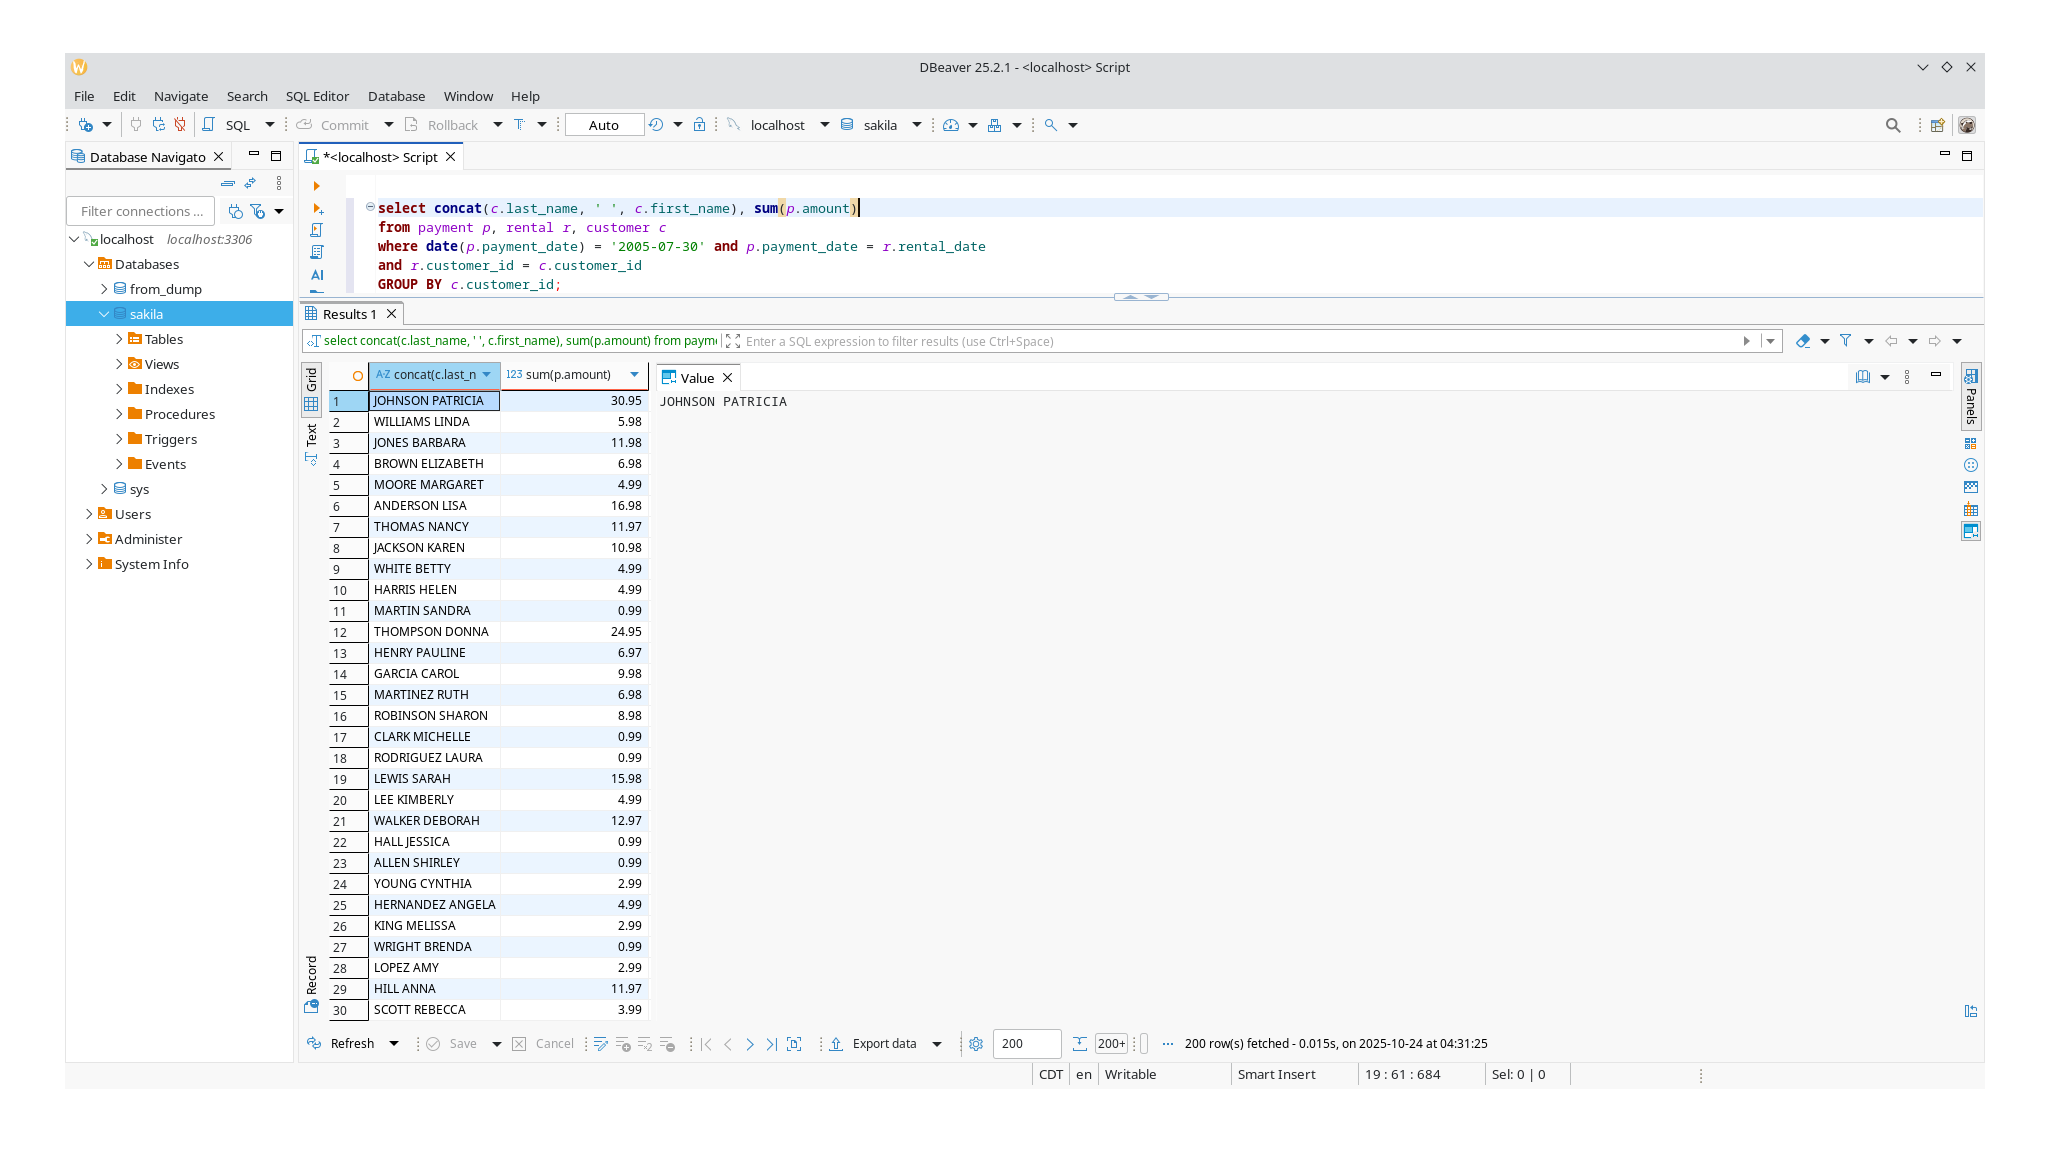 DBeaver 25.2.1 - <localhost> Script
File Edit Navigate Search SQL Editor Database Window Help
SQL Commit Rollback T Auto localhost sakila
Database Navigato
*<localhost> Script
Filter connections ...
localhost localhost:3306
Databases
from_dump
sakila
Tables
Views
Indexes
Procedures
Triggers
Events
sys
Users
Administer
System Info
AI
select concat(c.last_name, ' ', c.first_name), sum(p.amount)
from payment p, rental r, customer c
where date(p.payment_date) = '2005-07-30' and p.payment_date = r.rental_date
and r.customer_id = c.customer_id
GROUP BY c.customer_id;
Results 1
select concat(c.last_name, ' ', c.first_name), sum(p.amount) from payme
Enter a SQL expression to filter results (use Ctrl+Space)
Grid
Text
Record
A-Z concat(c.last_n 123 sum(p.amount)
1 JOHNSON PATRICIA 30.95
2 WILLIAMS LINDA 5.98
3 JONES BARBARA 11.98
4 BROWN ELIZABETH 6.98
5 MOORE MARGARET 4.99
6 ANDERSON LISA 16.98
7 THOMAS NANCY 11.97
8 JACKSON KAREN 10.98
9 WHITE BETTY 4.99
10 HARRIS HELEN 4.99
11 MARTIN SANDRA 0.99
12 THOMPSON DONNA 24.95
13 HENRY PAULINE 6.97
14 GARCIA CAROL 9.98
15 MARTINEZ RUTH 6.98
16 ROBINSON SHARON 8.98
17 CLARK MICHELLE 0.99
18 RODRIGUEZ LAURA 0.99
19 LEWIS SARAH 15.98
20 LEE KIMBERLY 4.99
21 WALKER DEBORAH 12.97
22 HALL JESSICA 0.99
23 ALLEN SHIRLEY 0.99
24 YOUNG CYNTHIA 2.99
25 HERNANDEZ ANGELA 4.99
26 KING MELISSA 2.99
27 WRIGHT BRENDA 0.99
28 LOPEZ AMY 2.99
29 HILL ANNA 11.97
30 SCOTT REBECCA 3.99
Value
JOHNSON PATRICIA
Panels
Refresh Save Cancel Export data 200 200+ ... 200 row(s) fetched - 0.015s, on 2025-10-24 at 04:31:25
CDT en Writable Smart Insert 19 : 61 : 684 Sel: 0 | 0